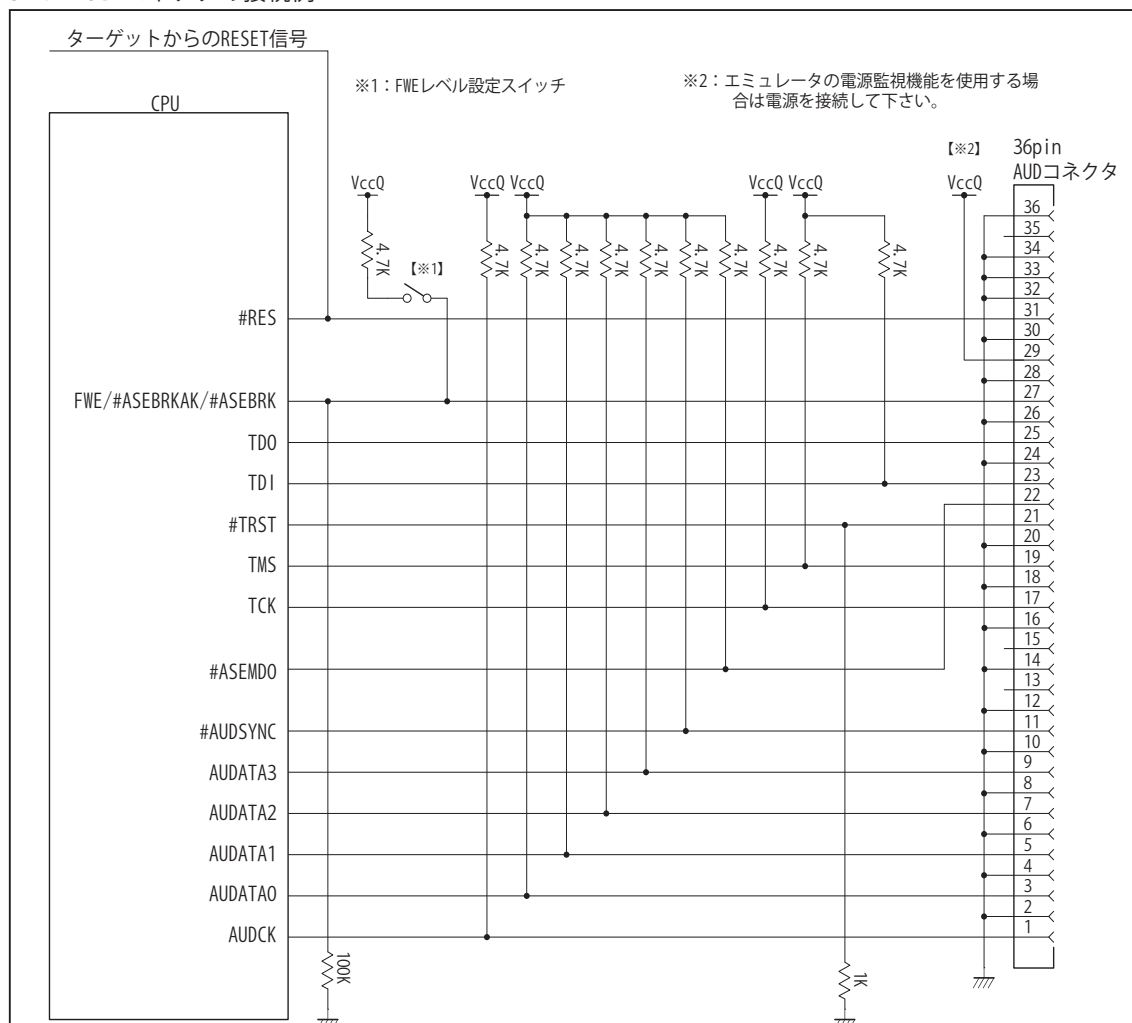 ターゲットからのRESET信号
※1：FWEレベル設定スイッチ
※2：エミュレータの電源監視機能を使用する場
合は電源を接続して下さい。
CPU
【※2】
36pin
AUDコネクタ
VccQ
VccQ
VccQ
VccQ
VccQ
VccQ
4.7K
4.7K
4.7K
4.7K
4.7K
4.7K
4.7K
4.7K
4.7K
4.7K
4.7K
【※1】
#RES
FWE/#ASEBRKAK/#ASEBRK
TDO
TDI
#TRST
TMS
TCK
#ASEMD0
#AUDSYNC
AUDATA3
AUDATA2
AUDATA1
AUDATA0
AUDCK
100K
1K
36
35
34
33
32
31
30
29
28
27
26
25
24
23
22
21
20
19
18
17
16
15
14
13
12
11
10
9
8
7
6
5
4
3
2
1